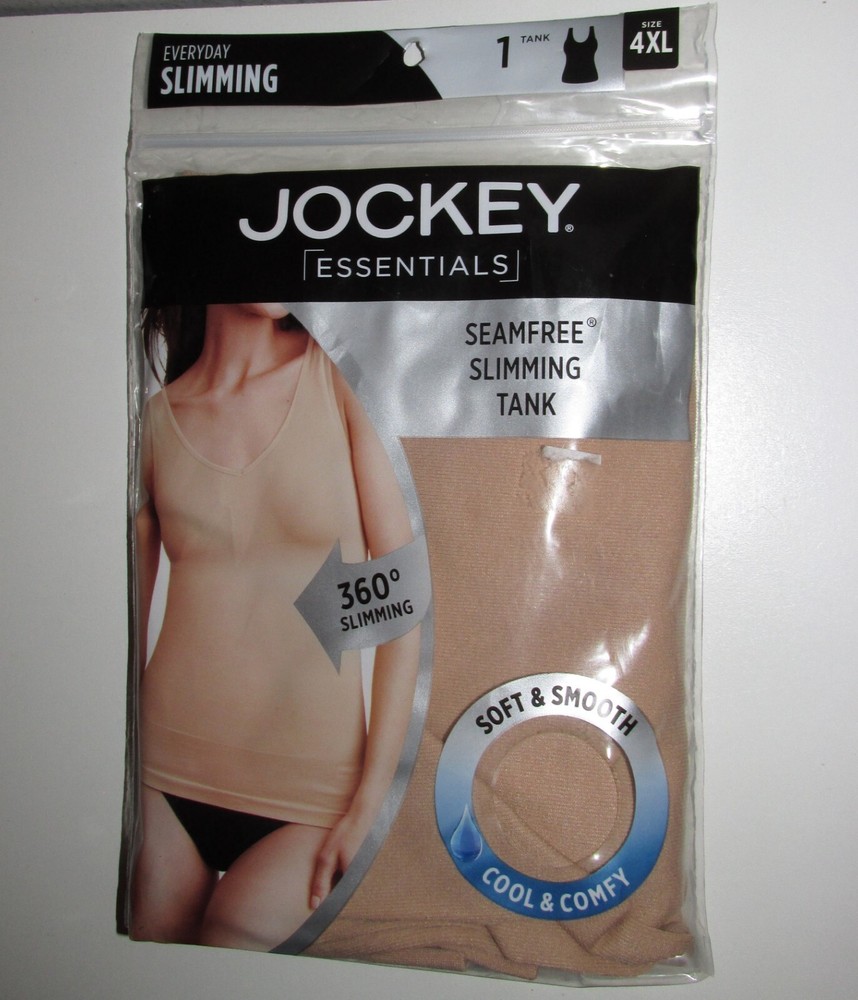 EVERYDAY
SLIMMING
1 TANK
SIZE
4XL
JOCKEY®
ESSENTIALS
SEAMFREE®
SLIMMING
TANK
360°
SLIMMING
SOFT & SMOOTH
COOL & COMFY